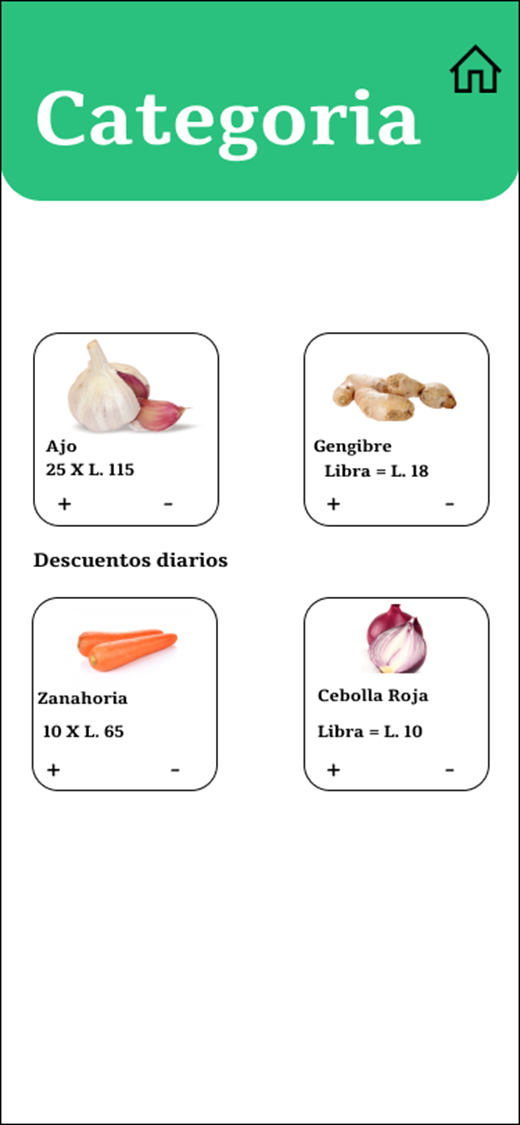 Categoria
Ajo
25 X L. 115
+ -
Gengibre
Libra = L. 18
+ -
Descuentos diarios
Zanahoria
10 X L. 65
+ -
Cebolla Roja
Libra = L. 10
+ -